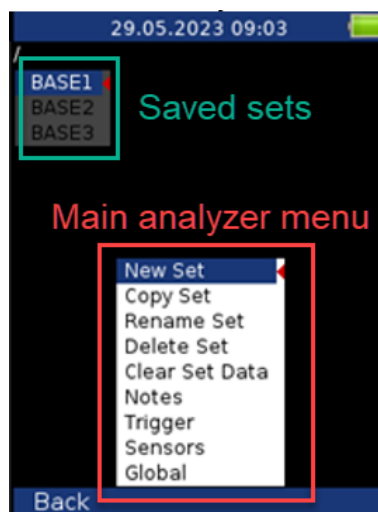 29.05.2023 09:03
/
BASE1
BASE2
BASE3
Saved sets
Main analyzer menu
New Set
Copy Set
Rename Set
Delete Set
Clear Set Data
Notes
Trigger
Sensors
Global
Back